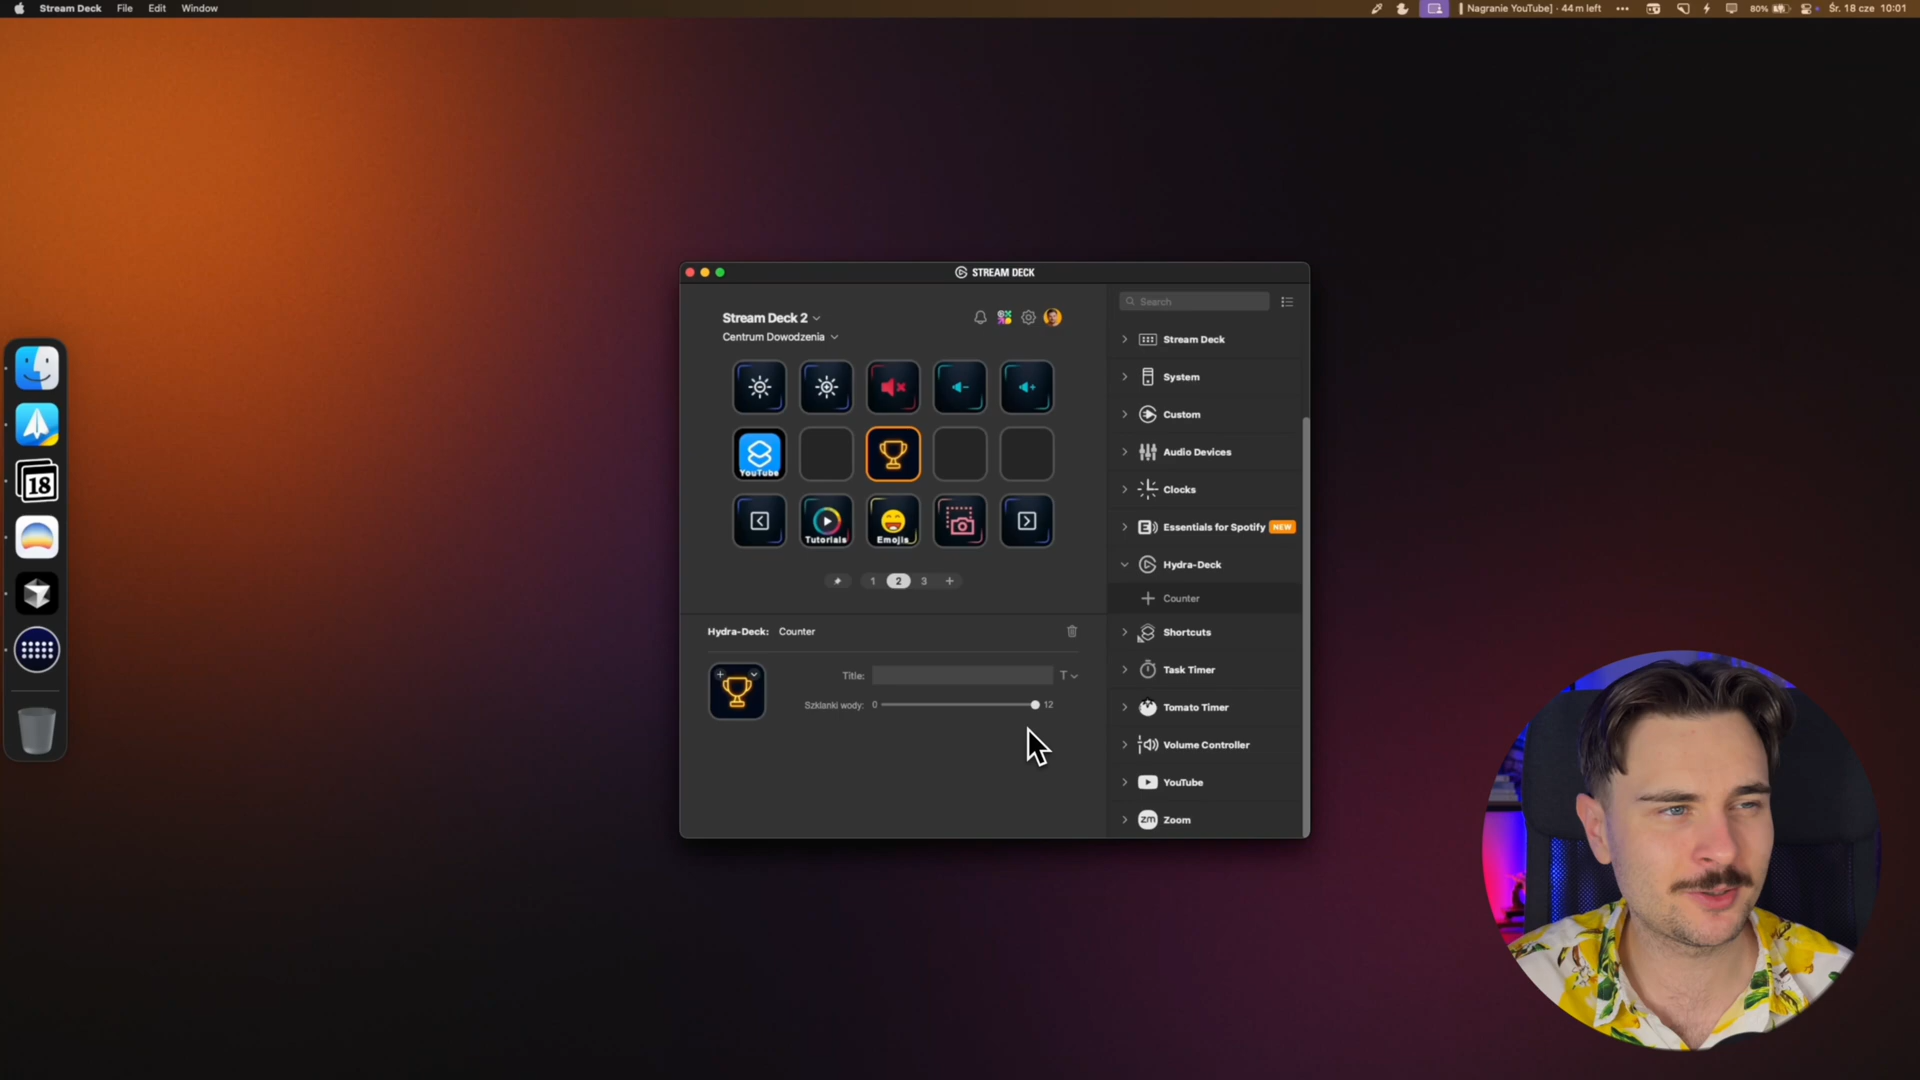 Stream Deck File Edit Window
Nagranie YouTube] · 44 m left ••• 80% Śr. 18 cze 10:01
STREAM DECK
Stream Deck 2
Centrum Dowodzenia
YouTube
Tutorials Emojis
1 2 3 +
Hydra-Deck: Counter
Title: T
Szklanki wody: 0 12
Search
Stream Deck
System
Custom
Audio Devices
Clocks
Essentials for Spotify NEW
Hydra-Deck
Counter
Shortcuts
Task Timer
Tomato Timer
Volume Controller
YouTube
zm Zoom
18